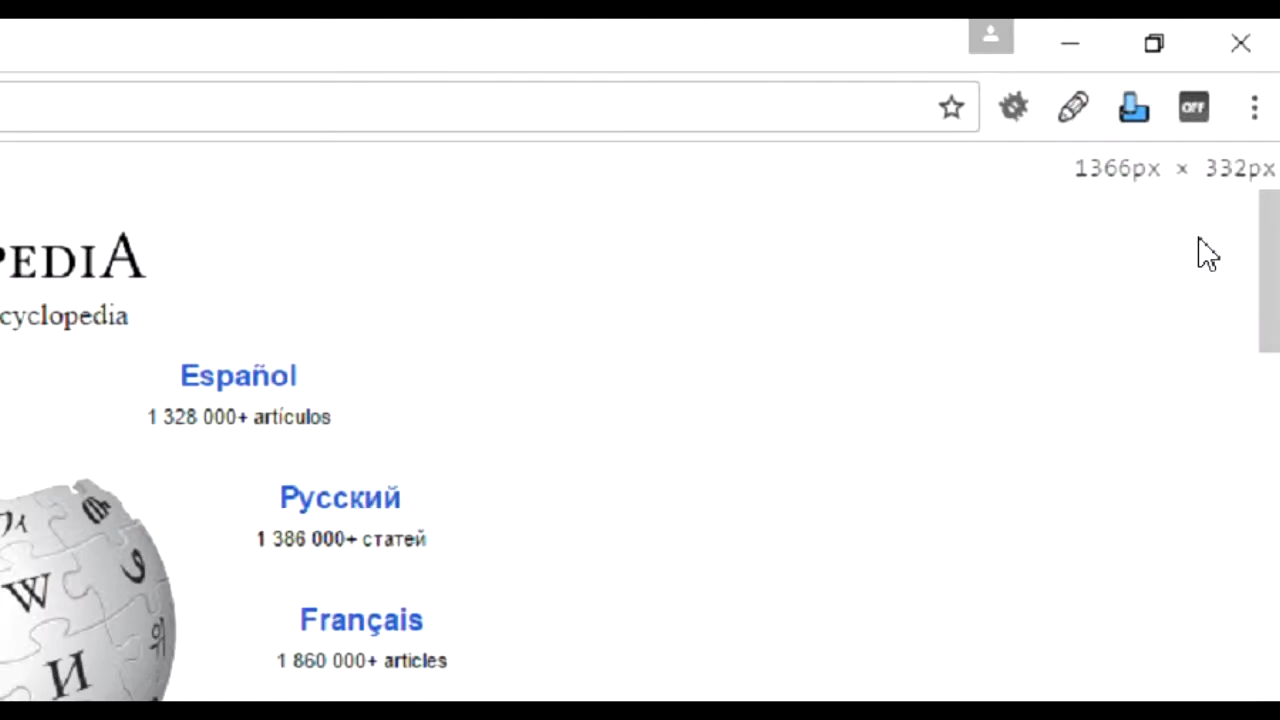 OFF
1366px × 332px
PEDIA
cyclopedia
Español
1 328 000+ artículos
Русский
1 386 000+ статей
Français
1 860 000+ articles
W
И